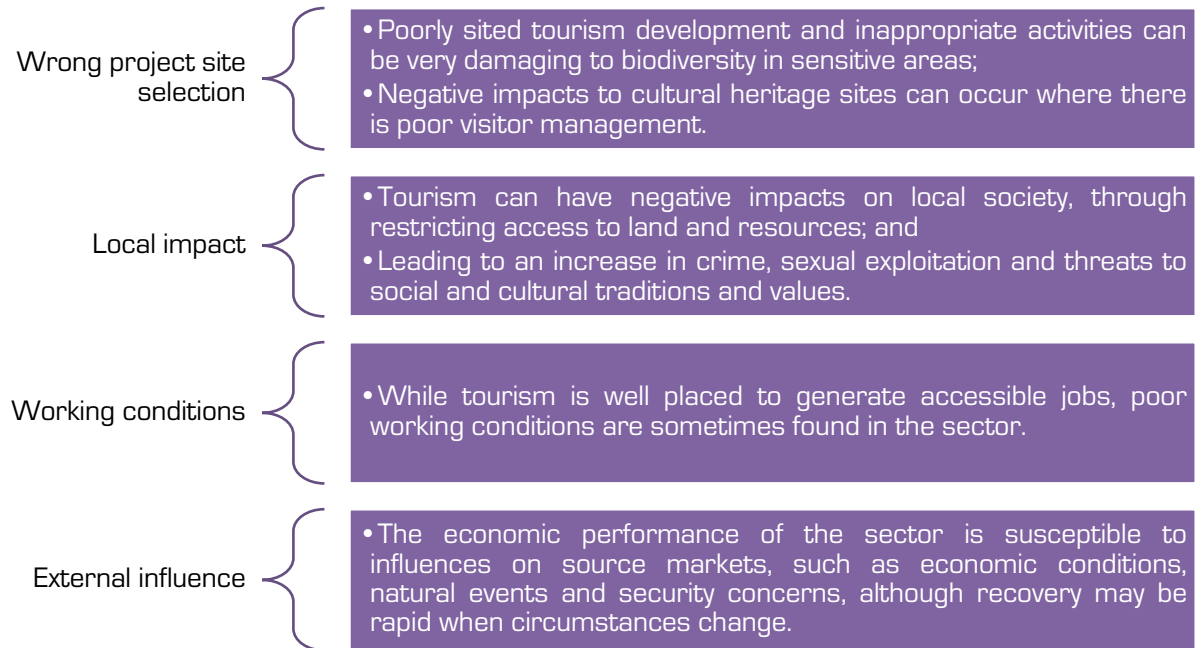 Wrong project site
selection
• Poorly sited tourism development and inappropriate activities can
be very damaging to biodiversity in sensitive areas;
• Negative impacts to cultural heritage sites can occur where there
is poor visitor management.
Local impact
• Tourism can have negative impacts on local society, through
restricting access to land and resources; and
• Leading to an increase in crime, sexual exploitation and threats to
social and cultural traditions and values.
Working conditions
• While tourism is well placed to generate accessible jobs, poor
working conditions are sometimes found in the sector.
External influence
• The economic performance of the sector is susceptible to
influences on source markets, such as economic conditions,
natural events and security concerns, although recovery may be
rapid when circumstances change.